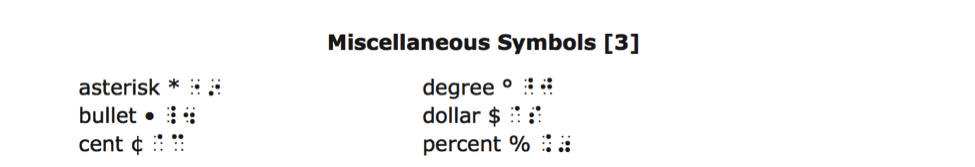 Miscellaneous Symbols [3]
asterisk * ⠐⠔
bullet • ⠸⠲
cent ¢ ⠈⠉
degree ° ⠘⠚
dollar $ ⠈⠎
percent % ⠨⠴